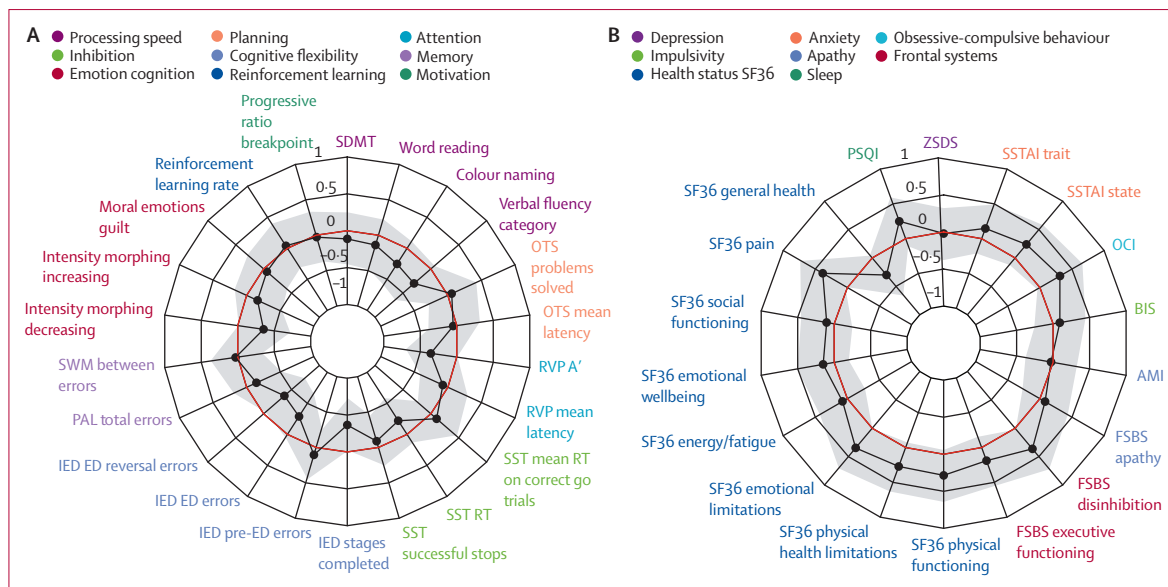 A
Processing speed
Planning
Attention
Inhibition
Cognitive flexibility
Memory
Emotion cognition
Reinforcement learning
Motivation
Progressive
ratio
breakpoint
SDMT
Word reading
Colour naming
Verbal fluency
category
OTS
problems
solved
OTS mean
latency
RVP A′
RVP mean
latency
SST mean RT
on correct go
trials
SST RT
SST
successful stops
IED stages
completed
IED pre-ED errors
IED ED errors
IED ED reversal errors
PAL total errors
SWM between
errors
Intensity morphing
decreasing
Intensity morphing
increasing
Moral emotions
guilt
Reinforcement
learning rate
1
0·5
0
–0·5
–1
B
Depression
Anxiety
Obsessive-compulsive behaviour
Impulsivity
Apathy
Frontal systems
Health status SF36
Sleep
ZSDS
SSTAI trait
SSTAI state
OCI
BIS
AMI
FSBS
apathy
FSBS
disinhibition
FSBS executive
functioning
SF36 physical
functioning
SF36 physical
health limitations
SF36 emotional
limitations
SF36 energy/fatigue
SF36 emotional
wellbeing
SF36 social
functioning
SF36 pain
SF36 general health
PSQI
1
0·5
0
–0·5
–1